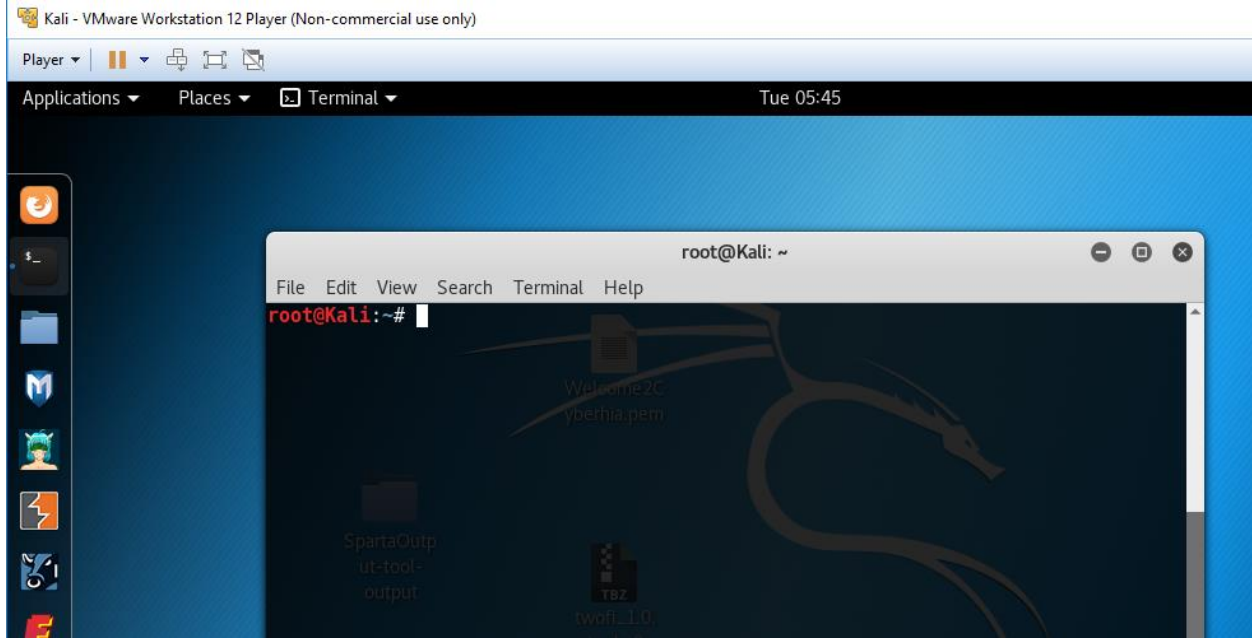 Kali - VMware Workstation 12 Player (Non-commercial use only)
Player
Applications Places Terminal Tue 05:45
$_
root@Kali: ~
File Edit View Search Terminal Help
root@Kali:~#
Welcome2C
yberhia.pem
SpartaOutp
ut-tool-
output
TBZ
twofi_1.0.